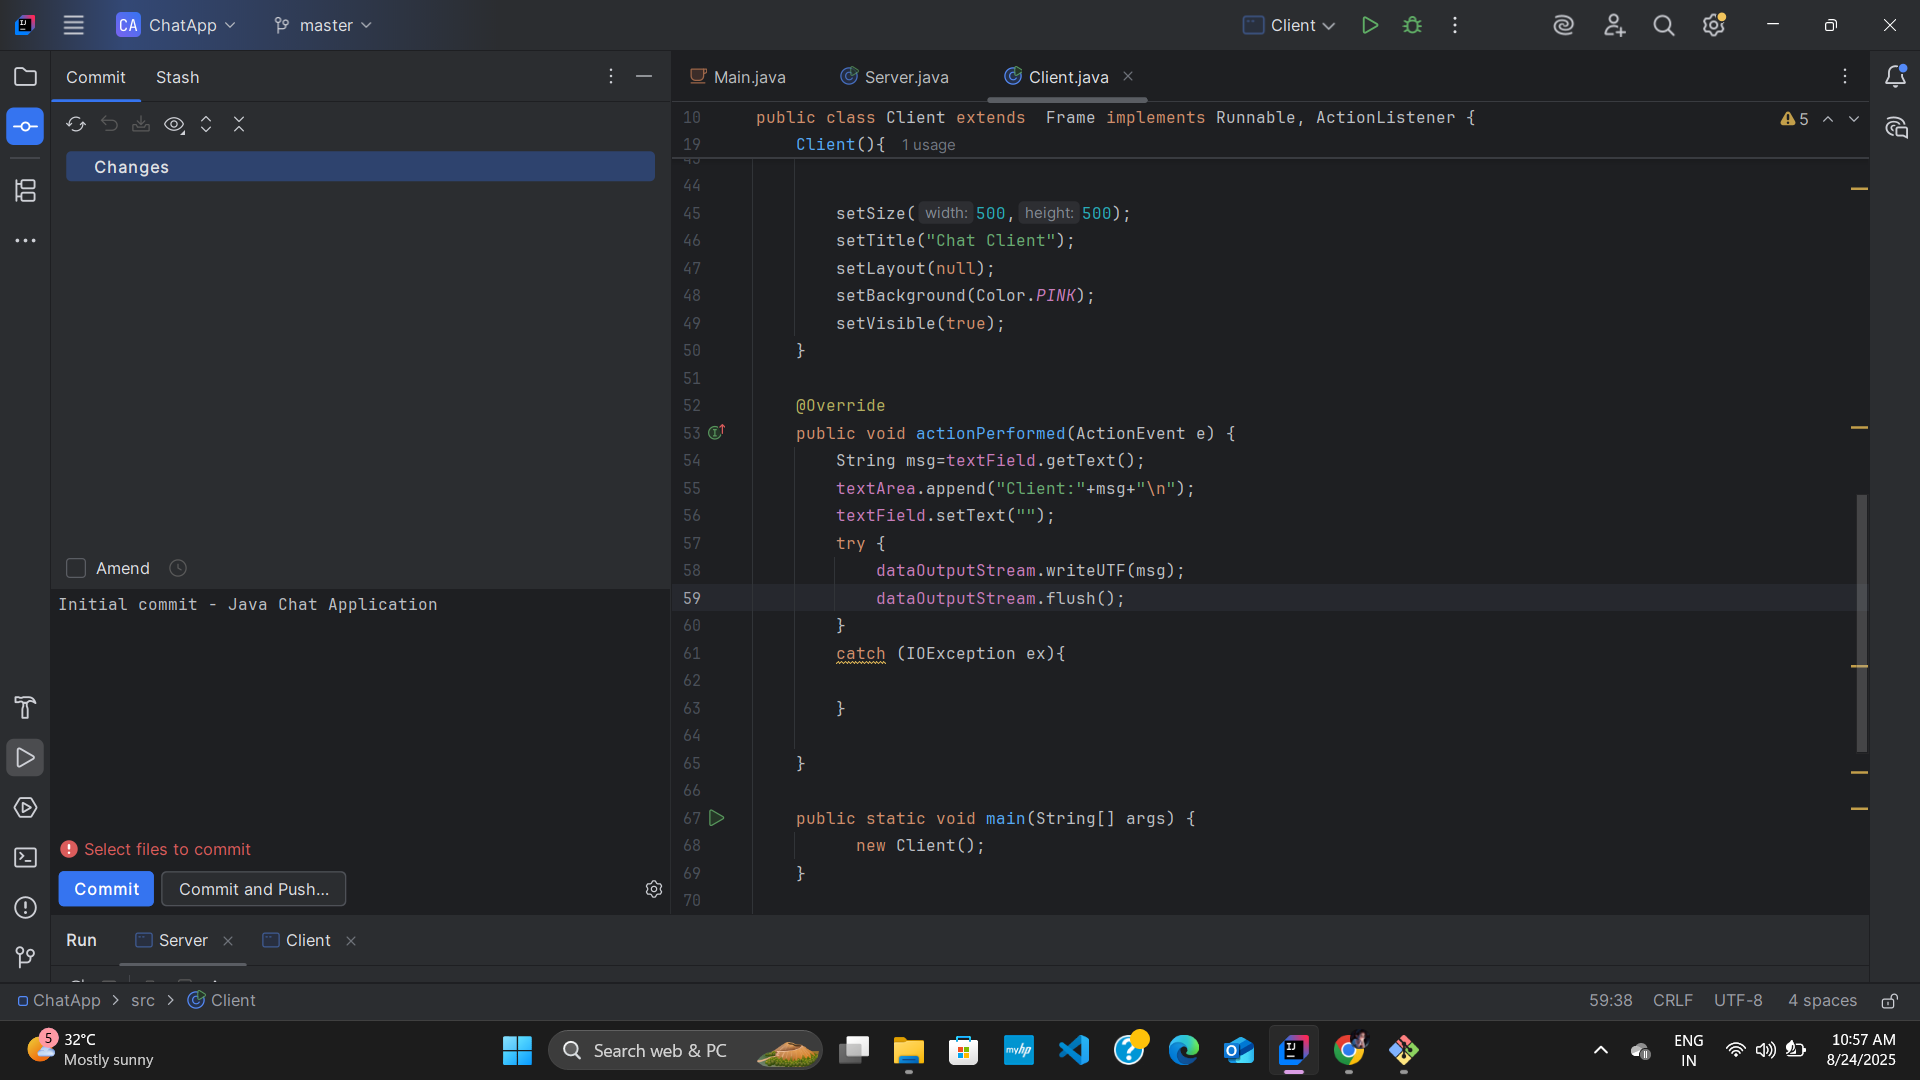 CA ChatApp
master
Client
Commit Stash
Changes
Amend
Initial commit - Java Chat Application
Select files to commit
Commit
Commit and Push...
Main.java
Server.java
Client.java
10 public class Client extends  Frame implements Runnable, ActionListener {
5
19 Client(){ 1 usage
43
44
45 setSize( width: 500, height: 500);
46 setTitle("Chat Client");
47 setLayout(null);
48 setBackground(Color.PINK);
49 setVisible(true);
50 }
51
52 @Override
53 public void actionPerformed(ActionEvent e) {
54 String msg=textField.getText();
55 textArea.append("Client:"+msg+"\n");
56 textField.setText("");
57 try {
58 dataOutputStream.writeUTF(msg);
59 dataOutputStream.flush();
60 }
61 catch (IOException ex){
62
63 }
64
65 }
66
67 public static void main(String[] args) {
68 new Client();
69 }
70
Run
Server
Client
ChatApp > src > Client
59:38 CRLF UTF-8 4 spaces
5
32°C
Mostly sunny
Search web & PC
myhp
ENG
IN
10:57 AM
8/24/2025